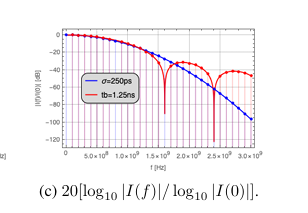 0
-20
-40
-60
-80
-100
-120
|I(f)/I(0)| [dB]
σ=250ps
tb=1.25ns
0 5.0×10⁸ 1.0×10⁹ 1.5×10⁹ 2.0×10⁹ 2.5×10⁹ 3.0×10⁹
f [Hz]
(c) 20[log₁₀ |I(f)|/ log₁₀ |I(0)|].